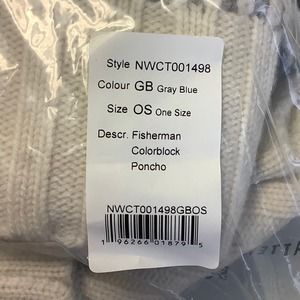 Style NWCT001498
Colour GB Gray Blue
Size OS One Size
Descr. Fisherman
Colorblock
Poncho
NWCT001498GBOS
1 96266 01879 5